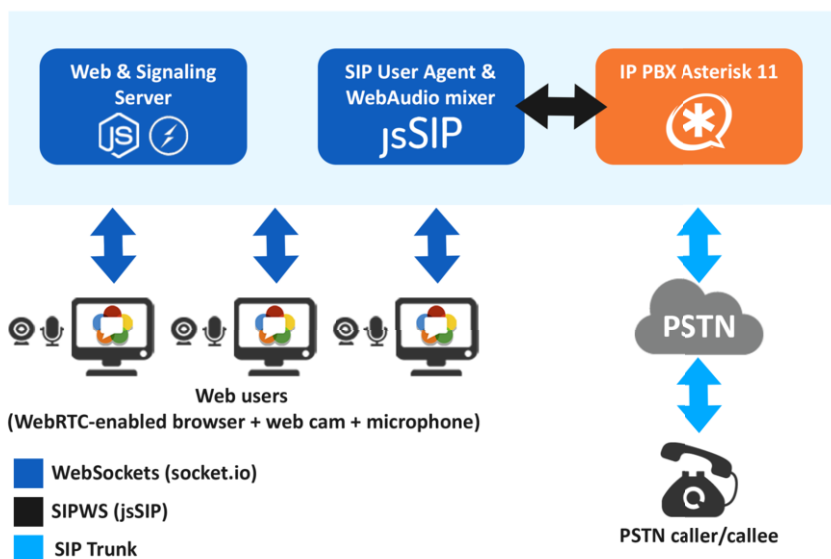 Web & Signaling
Server
JS
SIP User Agent &
WebAudio mixer
jsSIP
IP PBX Asterisk 11
PSTN
Web users
(WebRTC-enabled browser + web cam + microphone)
WebSockets (socket.io)
SIPWS (jsSIP)
SIP Trunk
PSTN caller/callee